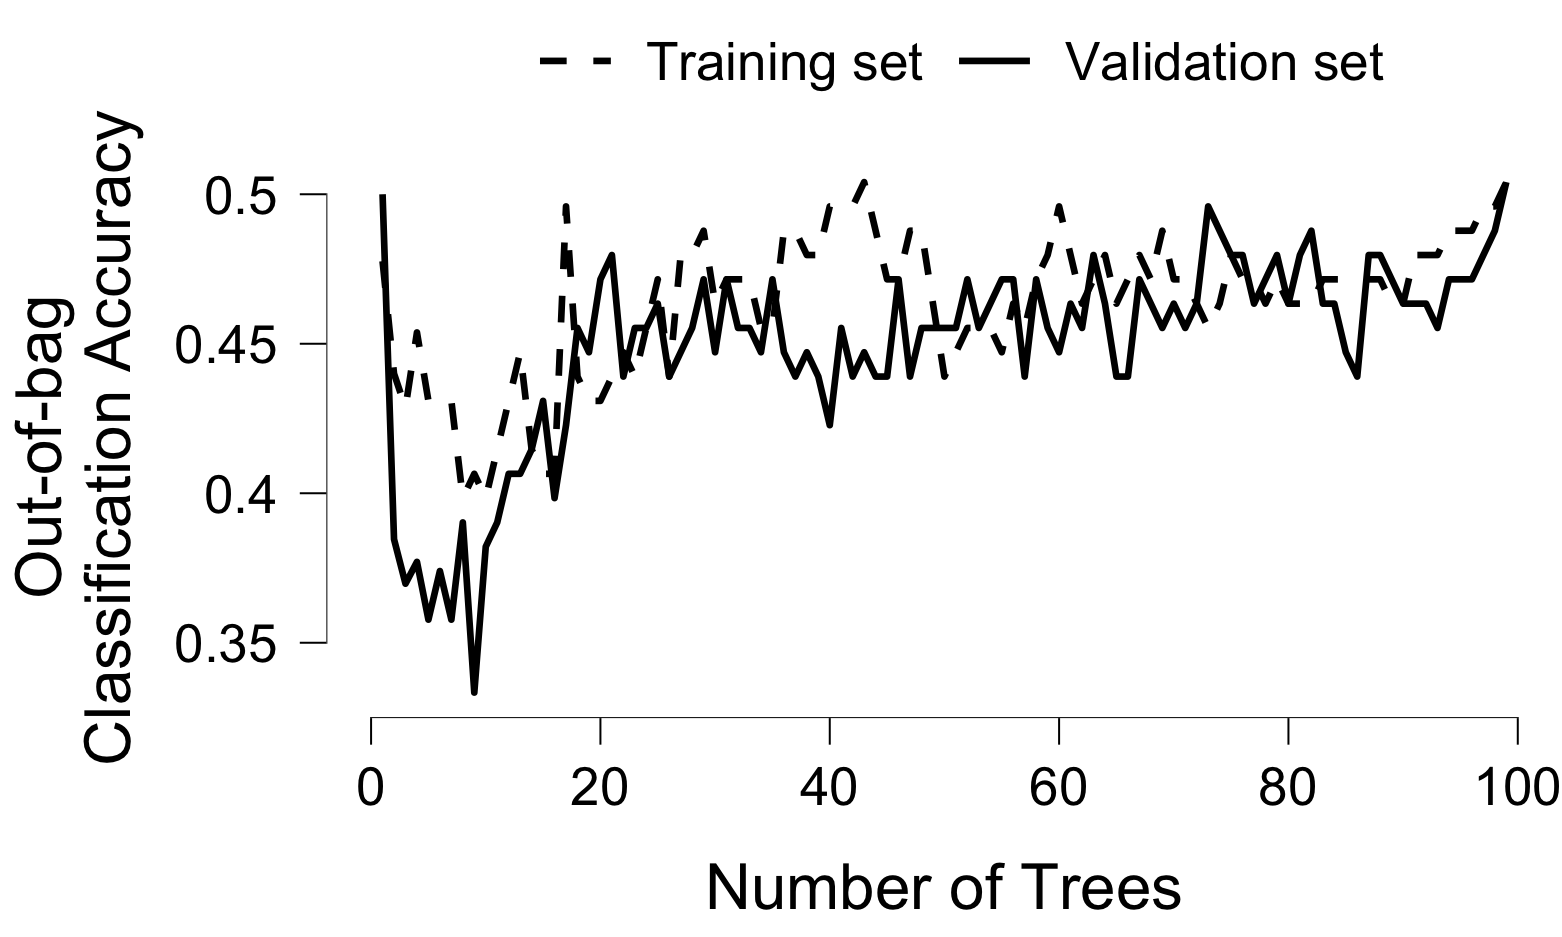 Training set
Validation set
Out-of-bag
Classification Accuracy
0.5
0.45
0.4
0.35
0
20
40
60
80
100
Number of Trees